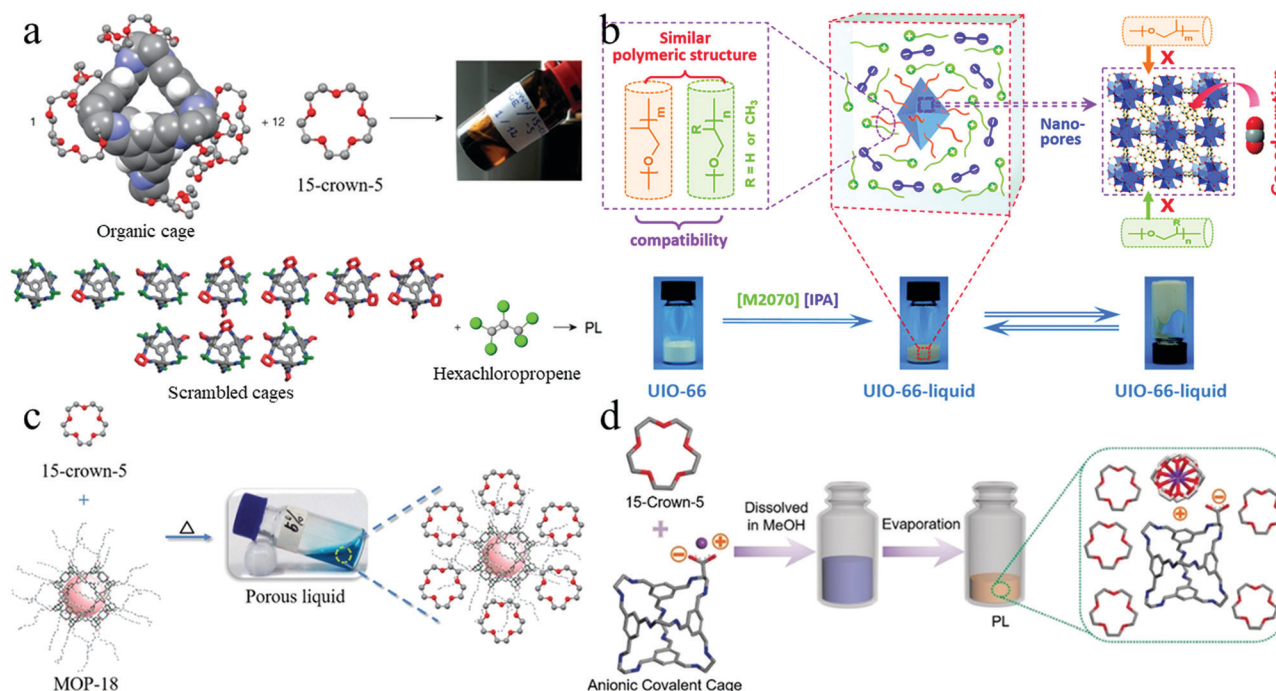 a
1
+ 12
15-crown-5
Organic cage
+
Hexachloropropene
PL
Scrambled cages
b
Similar
polymeric structure
m
O
R
n
O
R = H or CH3
compatibility
Nano-
pores
O
m
X
X
O
R
n
[M2070] [IPA]
UIO-66
UIO-66-liquid
UIO-66-liquid
c
15-crown-5
+
MOP-18
△
Porous liquid
d
15-Crown-5
+
Anionic Covalent Cage
Dissolved
in MeOH
Evaporation
PL